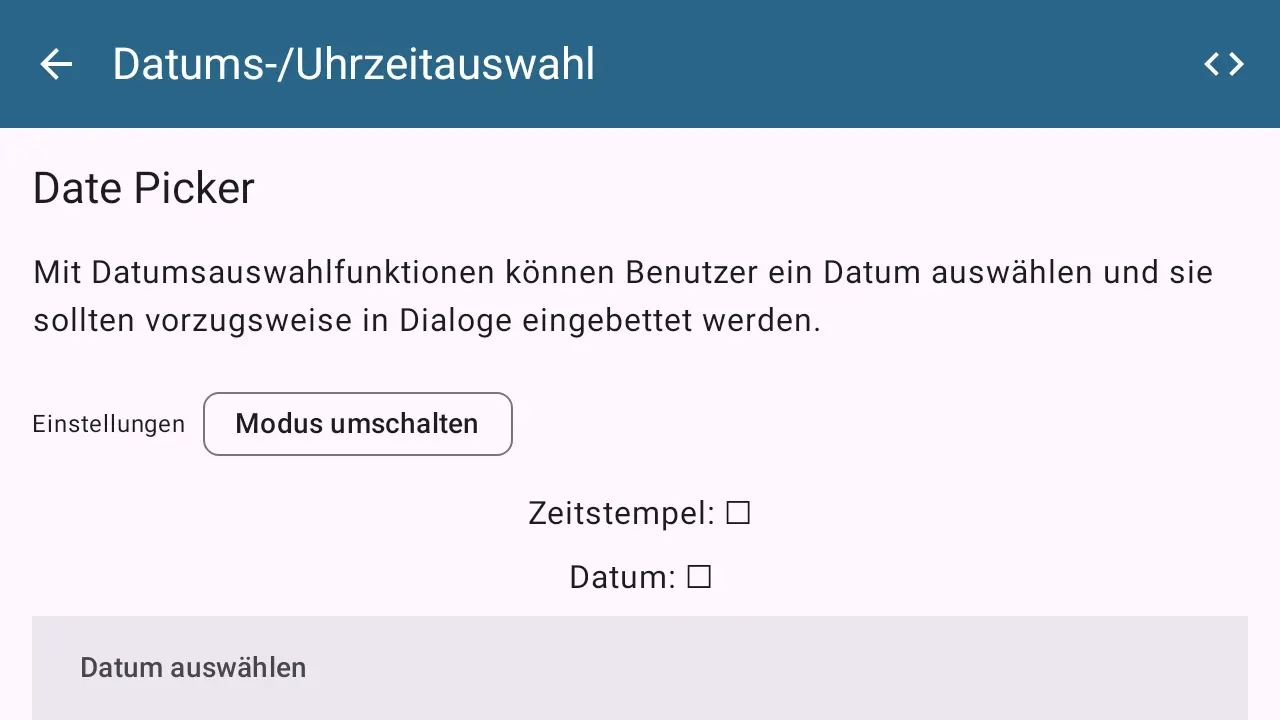 Datums-/Uhrzeitauswahl
Date Picker
Mit Datumsauswahlfunktionen können Benutzer ein Datum auswählen und sie
sollten vorzugsweise in Dialoge eingebettet werden.
Einstellungen Modus umschalten
Zeitstempel: ☐
Datum: ☐
Datum auswählen